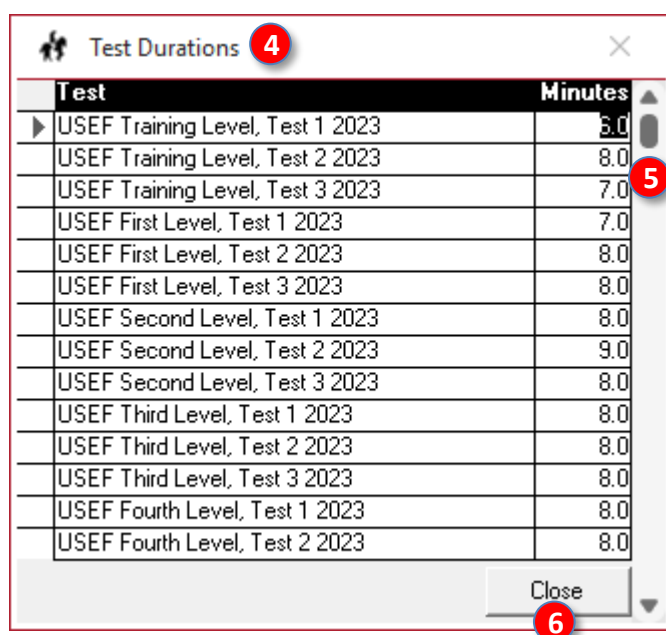 Test Durations 4
Test Minutes
USEF Training Level, Test 1 2023 6.0
USEF Training Level, Test 2 2023 8.0
5
USEF Training Level, Test 3 2023 7.0
USEF First Level, Test 1 2023 7.0
USEF First Level, Test 2 2023 8.0
USEF First Level, Test 3 2023 8.0
USEF Second Level, Test 1 2023 8.0
USEF Second Level, Test 2 2023 9.0
USEF Second Level, Test 3 2023 8.0
USEF Third Level, Test 1 2023 8.0
USEF Third Level, Test 2 2023 8.0
USEF Third Level, Test 3 2023 8.0
USEF Fourth Level, Test 1 2023 8.0
USEF Fourth Level, Test 2 2023 8.0
Close
6